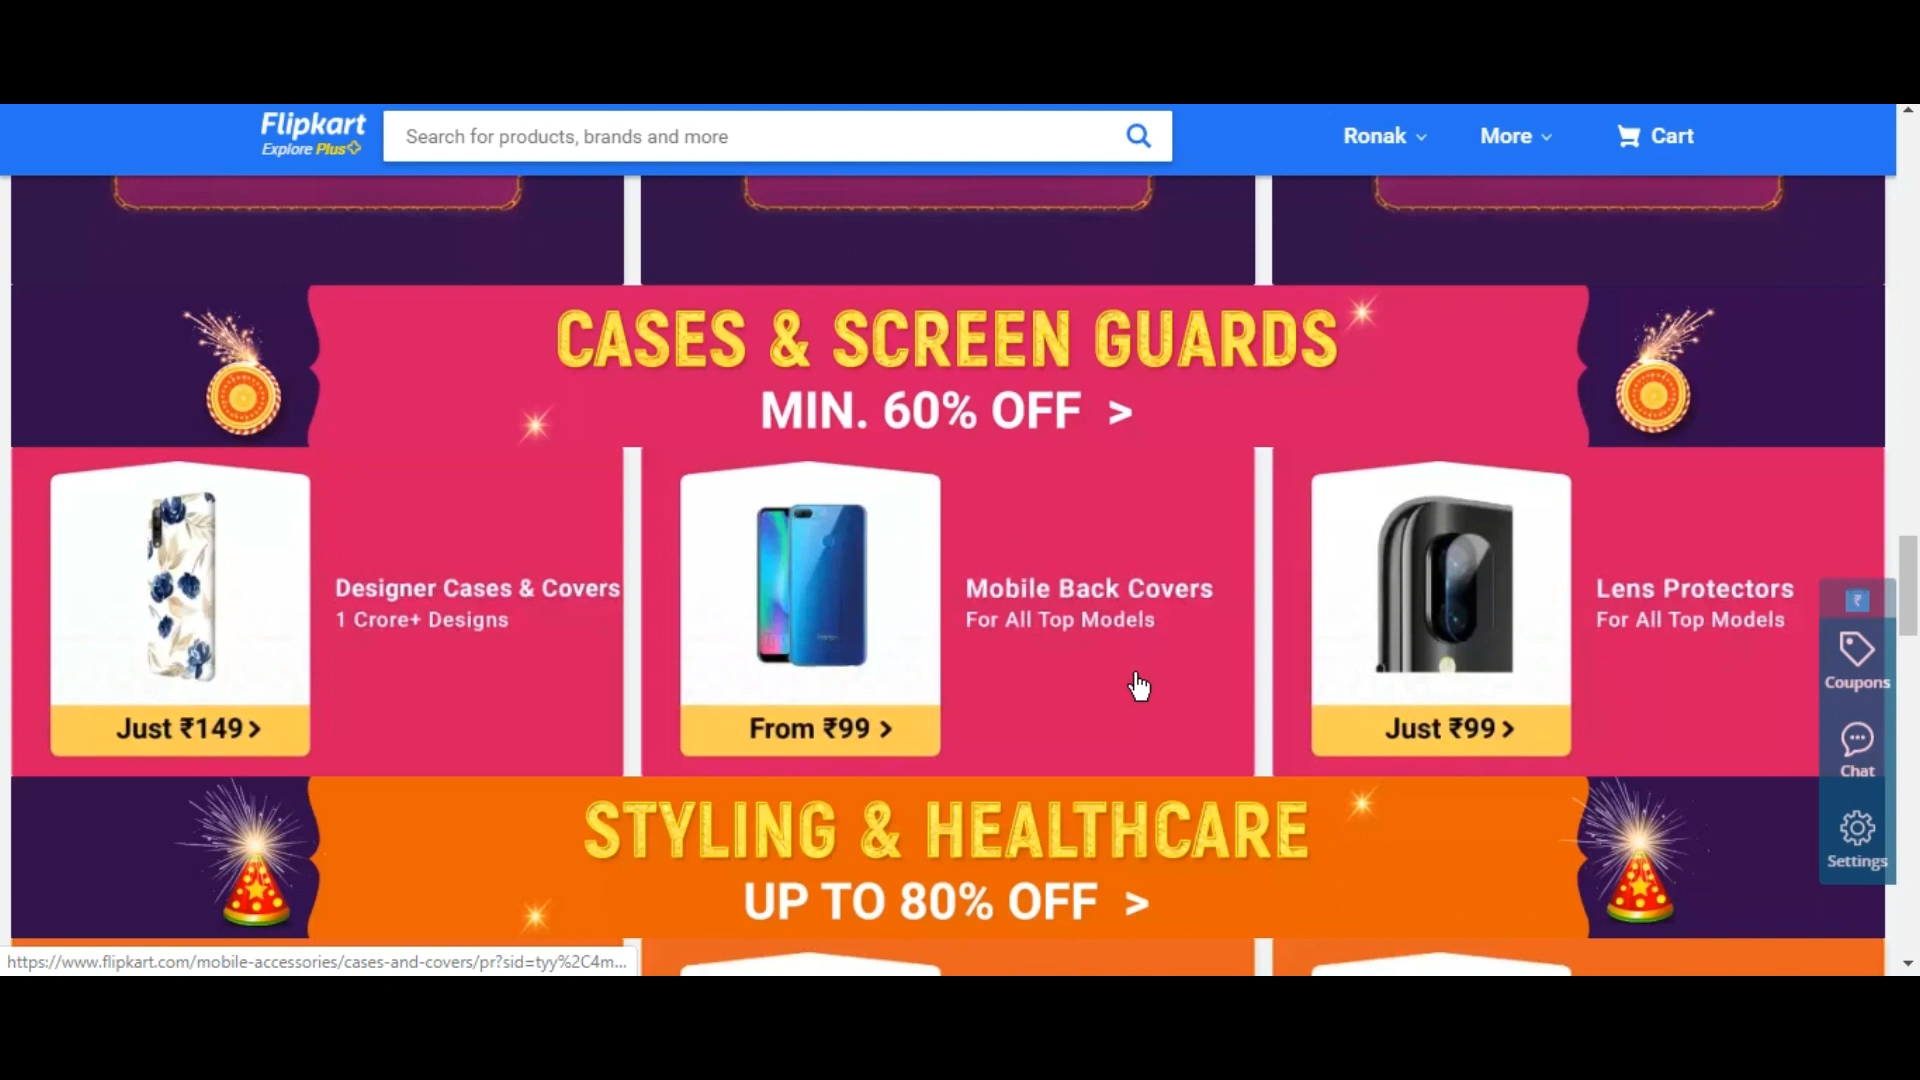 Flipkart
Explore Plus
Search for products, brands and more
Ronak
More
Cart
CASES & SCREEN GUARDS
MIN. 60% OFF >
Designer Cases & Covers
1 Crore+ Designs
Just ₹149 >
Mobile Back Covers
For All Top Models
From ₹99 >
Lens Protectors
For All Top Models
Just ₹99 >
₹
Coupons
Chat
Settings
STYLING & HEALTHCARE
UP TO 80% OFF >
https://www.flipkart.com/mobile-accessories/cases-and-covers/pr?sid=tyy%2C4m...